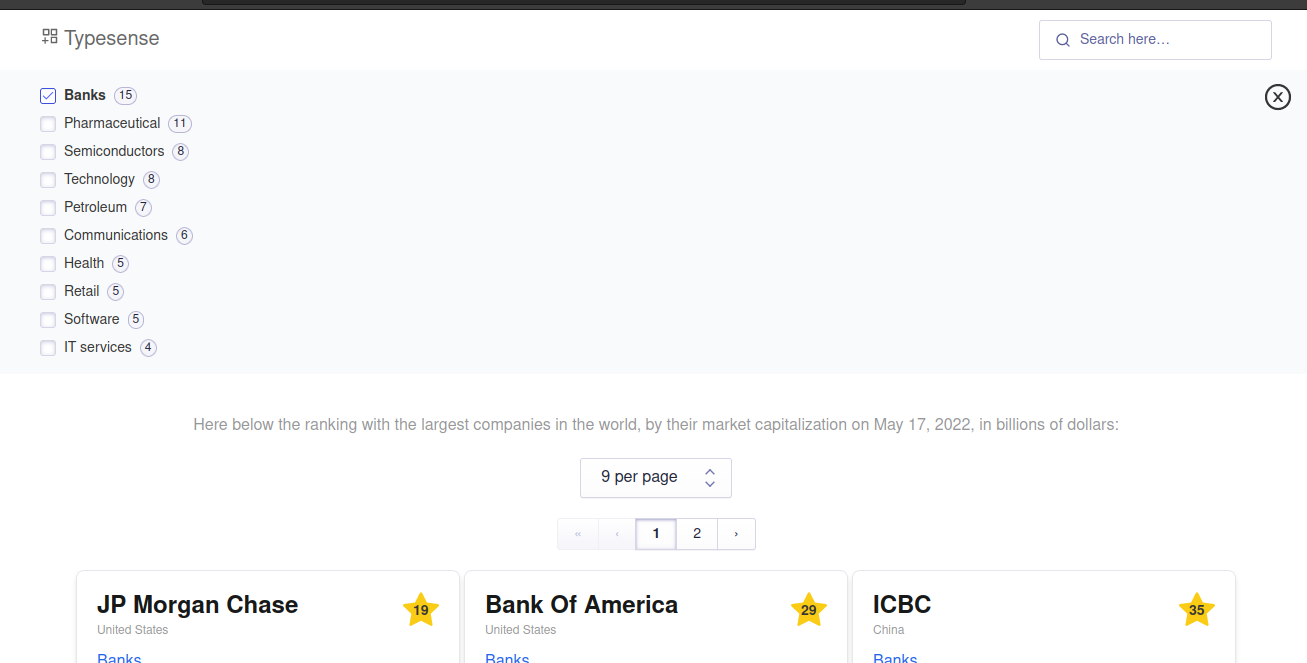 Typesense
Search here...
Banks 15
X
Pharmaceutical 11
Semiconductors 8
Technology 8
Petroleum 7
Communications 6
Health 5
Retail 5
Software 5
IT services 4
Here below the ranking with the largest companies in the world, by their market capitalization on May 17, 2022, in billions of dollars:
9 per page
« ‹ 1 2 ›
JP Morgan Chase 19
United States
Banks
Bank Of America 29
United States
Banks
ICBC 35
China
Banks